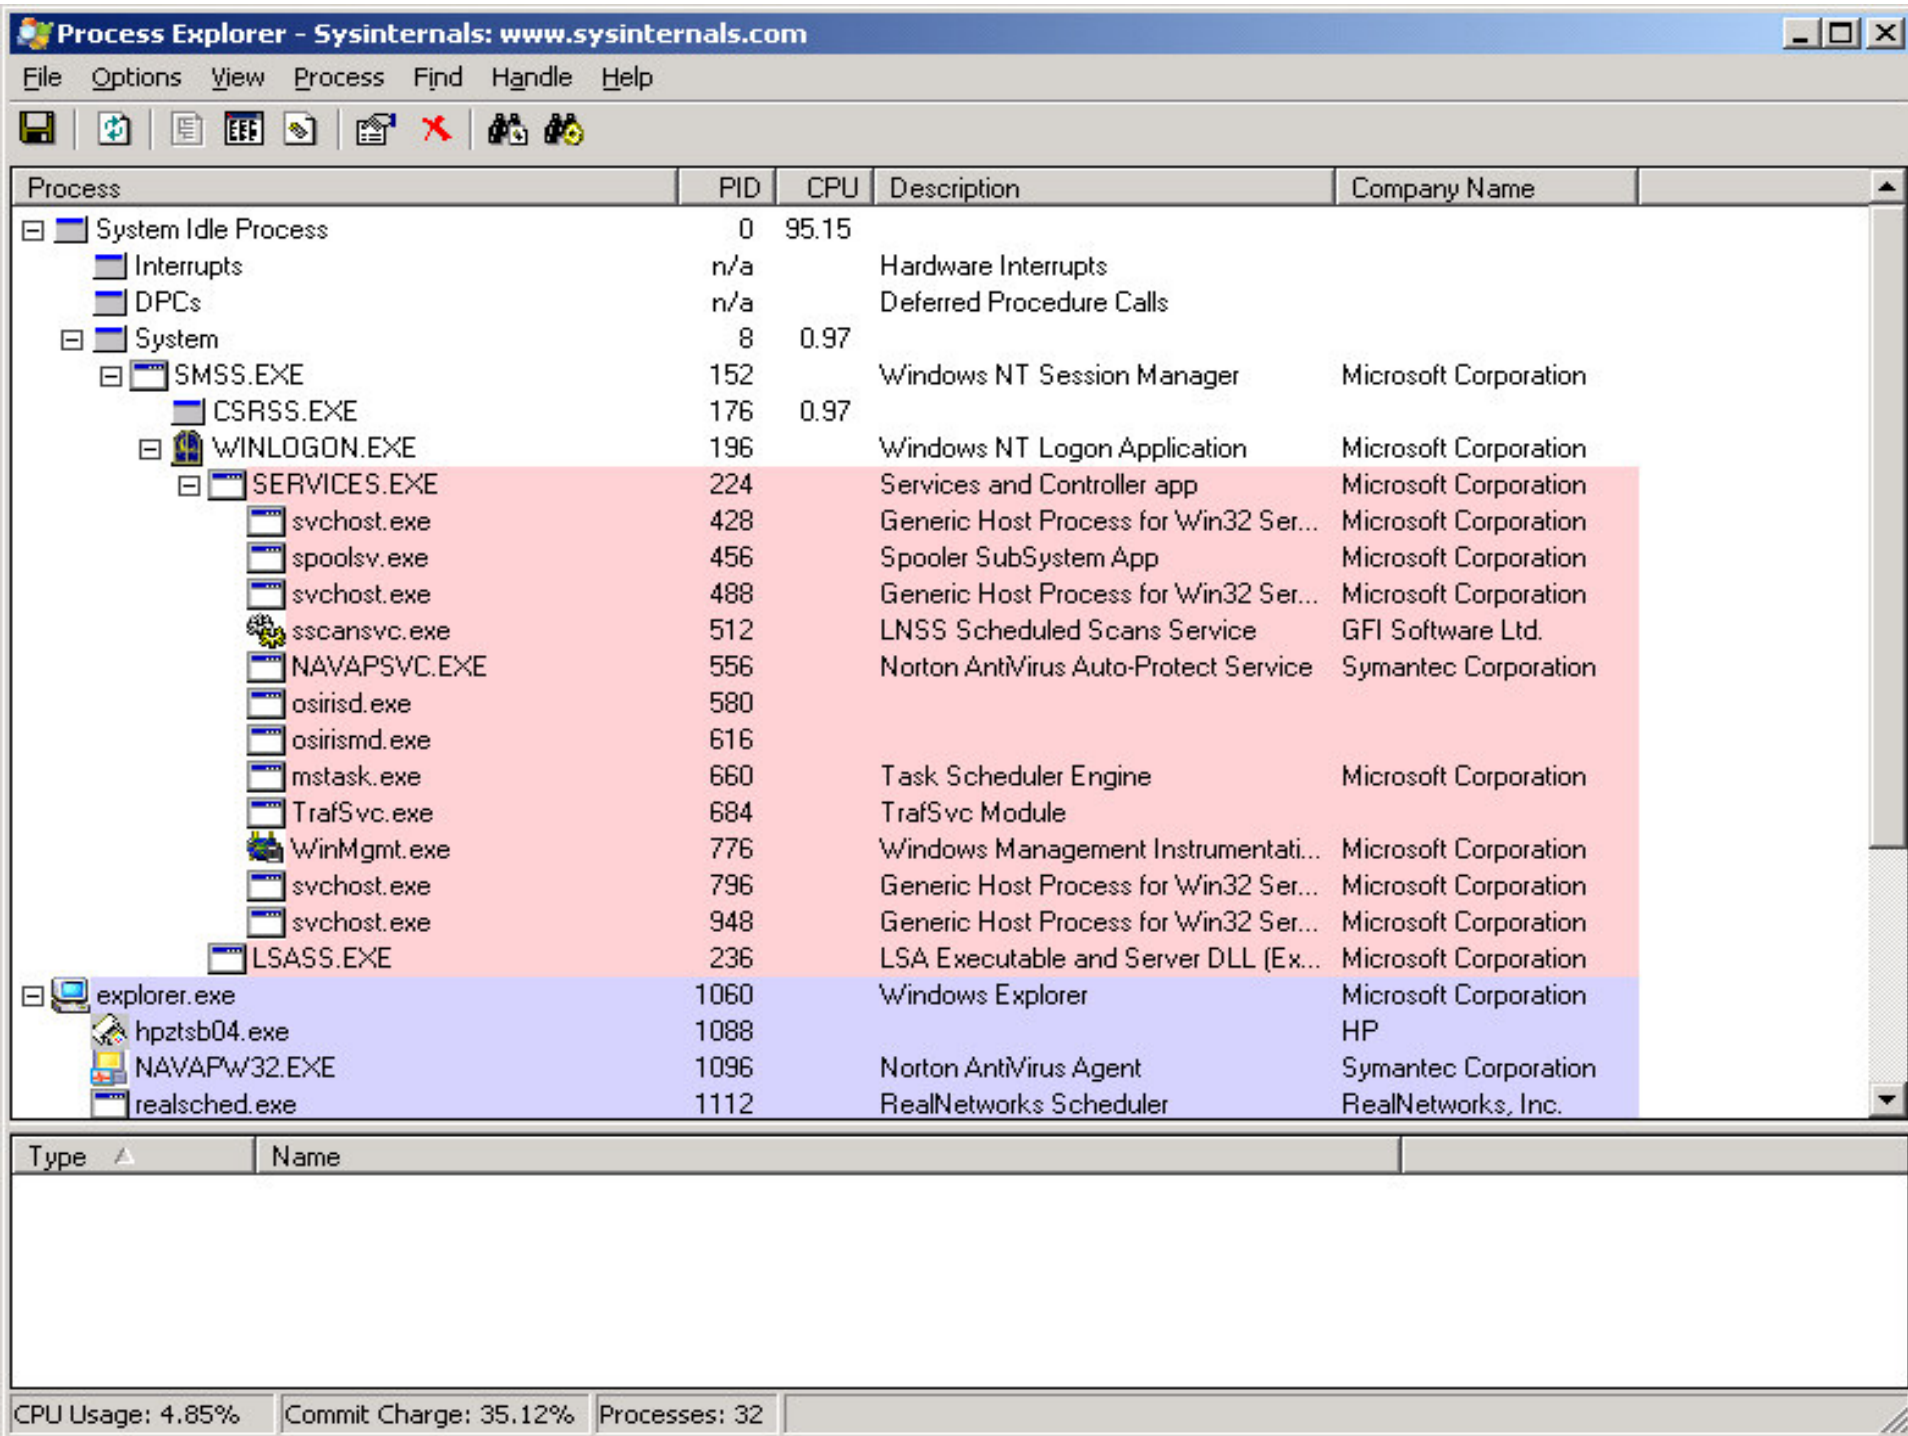 Process Explorer - Sysinternals: www.sysinternals.com
File Options View Process Find Handle Help
Process PID CPU Description Company Name
System Idle Process 0 95.15
Interrupts n/a Hardware Interrupts
DPCs n/a Deferred Procedure Calls
System 8 0.97
SMSS.EXE 152 Windows NT Session Manager Microsoft Corporation
CSRSS.EXE 176 0.97
WINLOGON.EXE 196 Windows NT Logon Application Microsoft Corporation
SERVICES.EXE 224 Services and Controller app Microsoft Corporation
svchost.exe 428 Generic Host Process for Win32 Ser... Microsoft Corporation
spoolsv.exe 456 Spooler SubSystem App Microsoft Corporation
svchost.exe 488 Generic Host Process for Win32 Ser... Microsoft Corporation
sscansvc.exe 512 LNSS Scheduled Scans Service GFI Software Ltd.
NAVAPSVC.EXE 556 Norton AntiVirus Auto-Protect Service Symantec Corporation
osirisd.exe 580
osirismd.exe 616
mstask.exe 660 Task Scheduler Engine Microsoft Corporation
TrafSvc.exe 684 TrafSvc Module
WinMgmt.exe 776 Windows Management Instrumentati... Microsoft Corporation
svchost.exe 796 Generic Host Process for Win32 Ser... Microsoft Corporation
svchost.exe 948 Generic Host Process for Win32 Ser... Microsoft Corporation
LSASS.EXE 236 LSA Executable and Server DLL (Ex... Microsoft Corporation
explorer.exe 1060 Windows Explorer Microsoft Corporation
hpztsb04.exe 1088 HP
NAVAPW32.EXE 1096 Norton AntiVirus Agent Symantec Corporation
realsched.exe 1112 RealNetworks Scheduler RealNetworks, Inc.
Type Name
CPU Usage: 4.85% Commit Charge: 35.12% Processes: 32